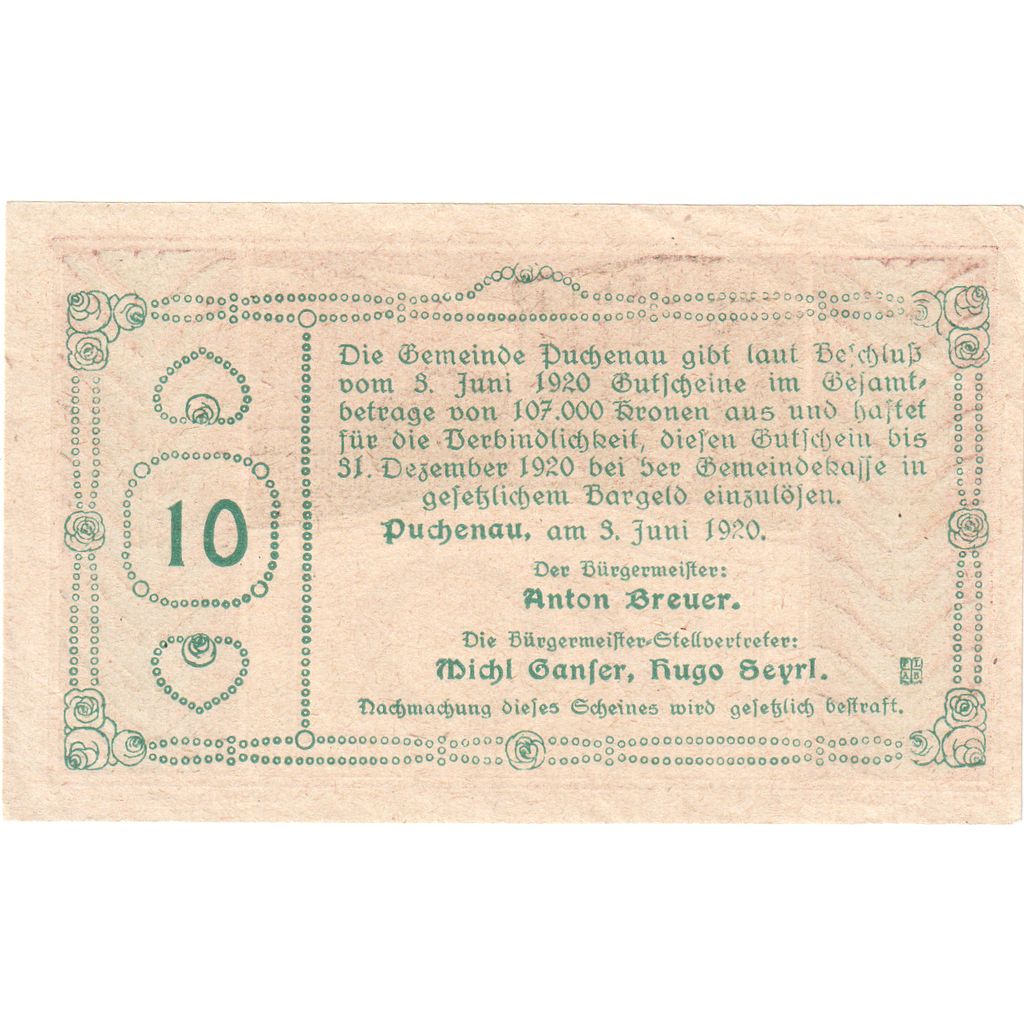 Die Gemeinde Puchenau gibt laut Beschluß
vom 3. Juni 1920 Gutscheine im Gesamt-
betrage von 107.000 Kronen aus und haftet
für die Verbindlichkeit, diesen Gutschein bis
31. Dezember 1920 bei der Gemeindekasse in
gesetzlichem Bargeld einzulösen.
Puchenau, am 3. Juni 1920.
10
Der Bürgermeister:
Anton Breuer.
Die Bürgermeister-Stellvertreter:
Michl Ganser, Hugo Seyrl.
Nachmachung dieses Scheines wird gesetzlich bestraft.